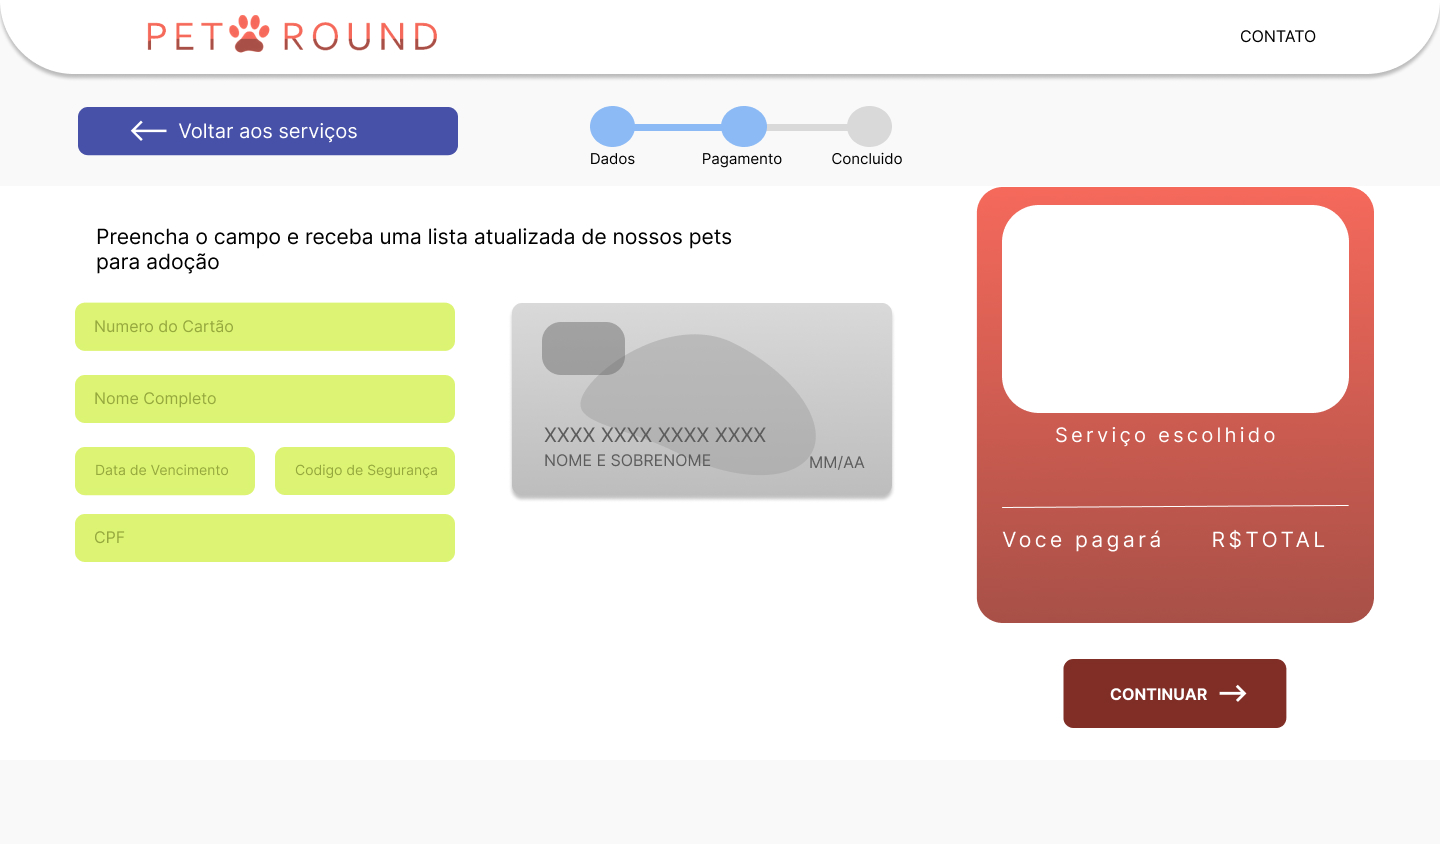 PET ROUND
CONTATO
Voltar aos serviços
Dados
Pagamento
Concluido
Preencha o campo e receba uma lista atualizada de nossos pets
para adoção
Numero do Cartão
Nome Completo
Data de Vencimento
Codigo de Segurança
CPF
XXXX XXXX XXXX XXXX
NOME E SOBRENOME
MM/AA
Serviço escolhido
Voce pagará R$TOTAL
CONTINUAR